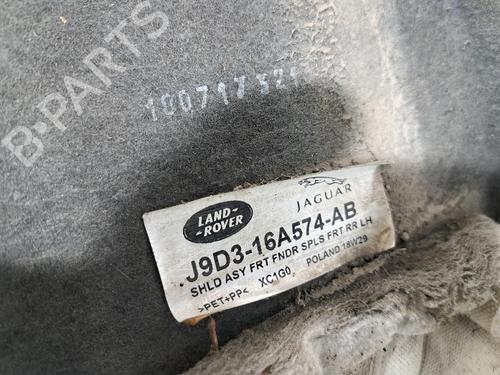 B-PARTS
180717321
LAND-
-ROVER
JAGUAR
J9D3-16A574-AB
SHLD ASY FRT FNDR SPLS FRT RR LH
>PET+PP< XC1G0 POLAND 18W29